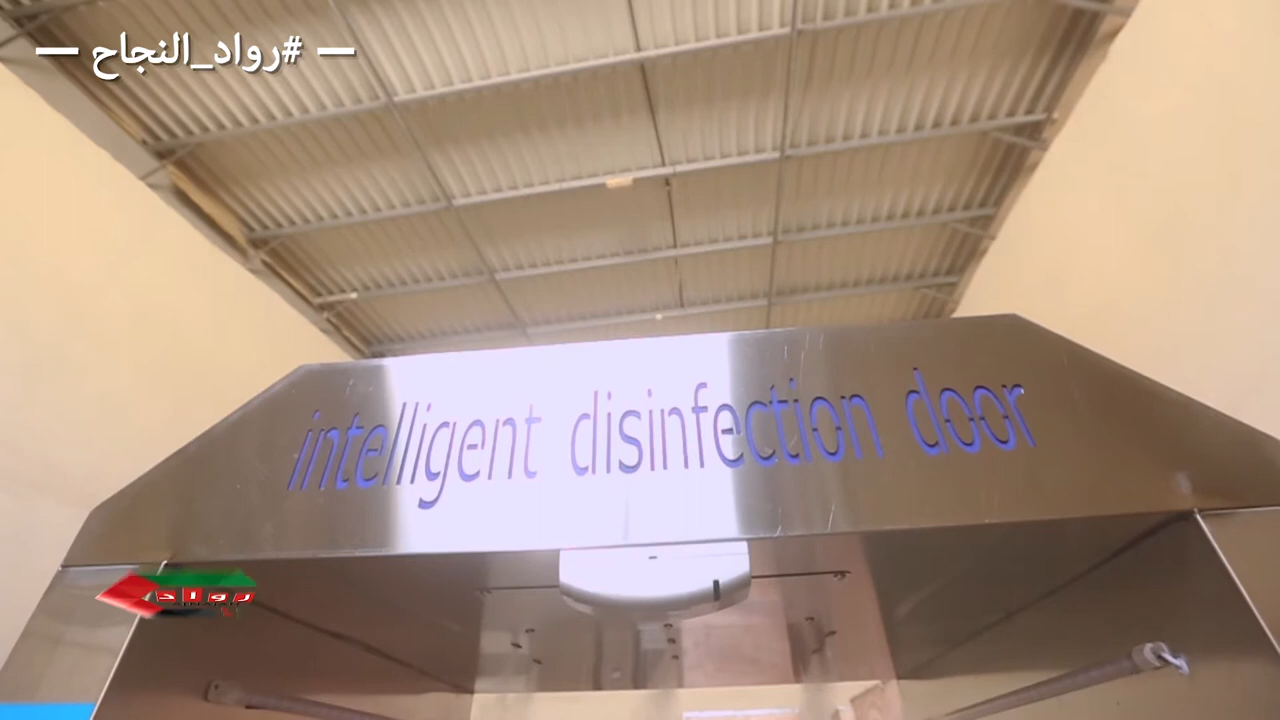 — #رواد_النجاح —
intelligent disinfection door
رواد